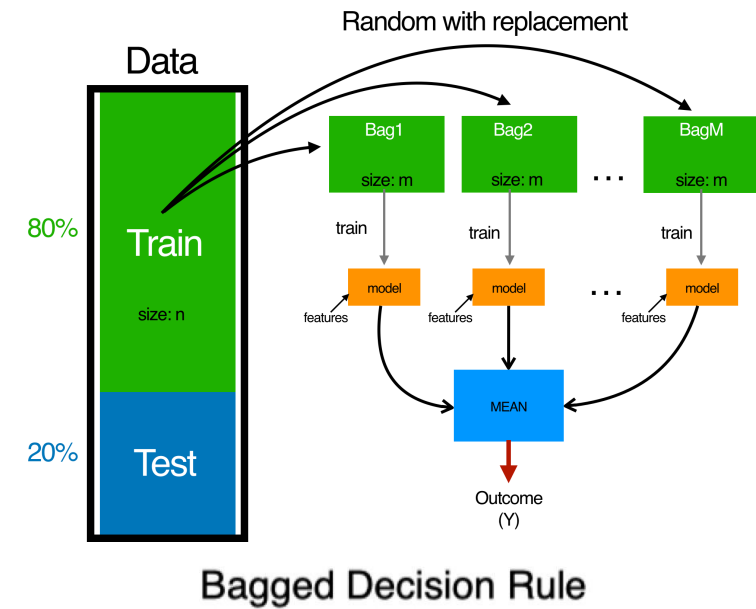 Random with replacement
Data
Bag1
Bag2
BagM
size: m
size: m
. . .
size: m
80%
Train
train
train
train
size: n
model
model
. . .
model
features
features
features
MEAN
20%
Test
Outcome
(Y)
Bagged Decision Rule